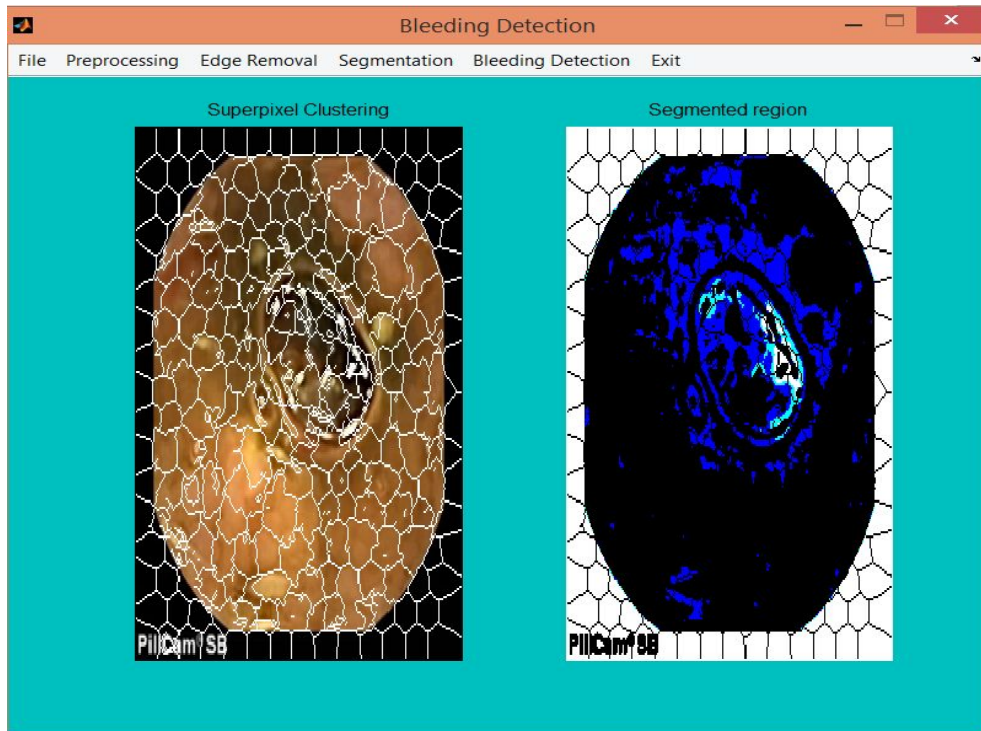 Bleeding Detection
File Preprocessing Edge Removal Segmentation Bleeding Detection Exit
Superpixel Clustering Segmented region
PillCam® SB PillCam® SB